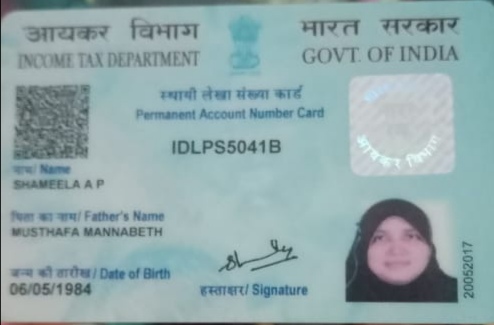 आयकर विभाग
INCOME TAX DEPARTMENT
भारत सरकार
GOVT. OF INDIA
स्थायी लेखा संख्या कार्ड
Permanent Account Number Card
IDLPS5041B
नाम/ Name
SHAMEELA A P
पिता का नाम/ Father's Name
MUSTHAFA MANNABETH
जन्म की तारीख/ Date of Birth
06/05/1984
हस्ताक्षर/ Signature
20052017
आयकर विभाग